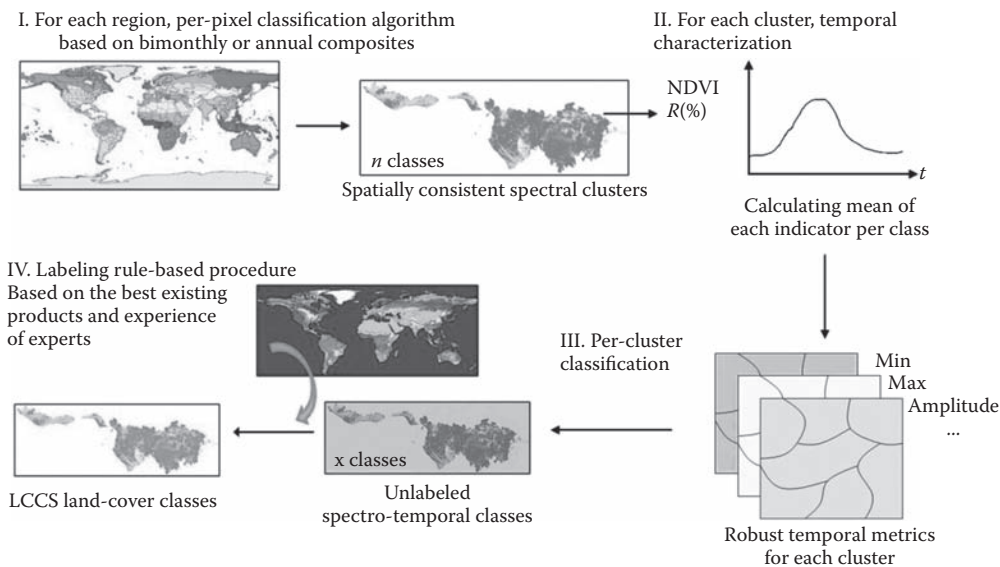 I. For each region, per-pixel classification algorithm
based on bimonthly or annual composites
n classes
Spatially consistent spectral clusters
II. For each cluster, temporal
characterization
NDVI
R(%)
t
Calculating mean of
each indicator per class
Min
Max
Amplitude
...
Robust temporal metrics
for each cluster
III. Per-cluster
classification
x classes
Unlabeled
spectro-temporal classes
IV. Labeling rule-based procedure
Based on the best existing
products and experience
of experts
LCCS land-cover classes